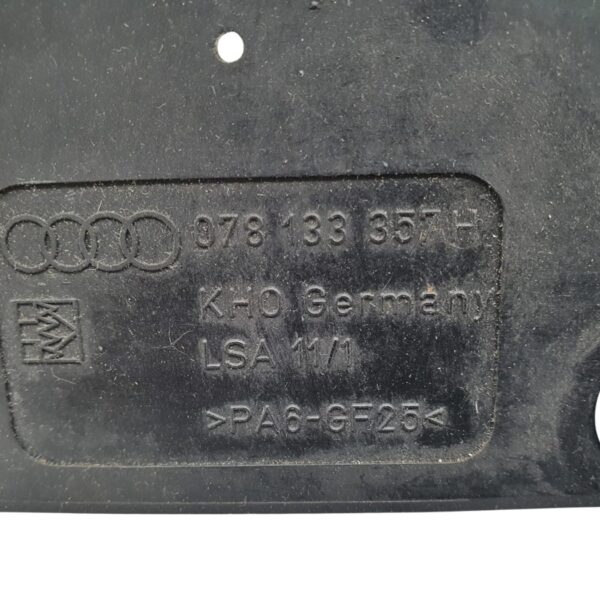 078 133 357 H
KHO Germany
LSA 11/1
>PA6-GF25<